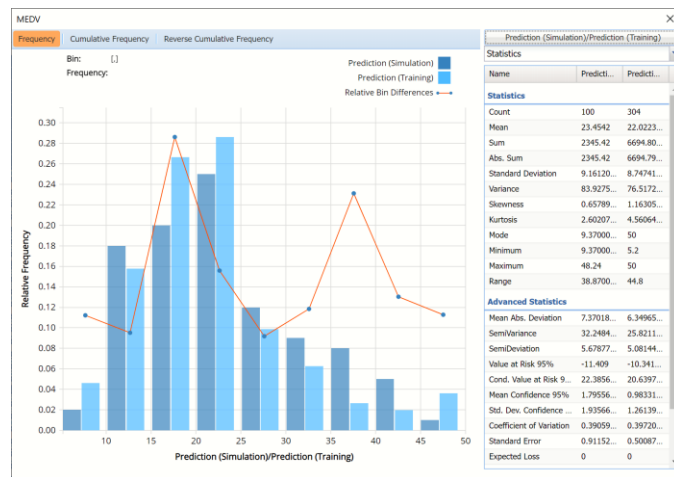 MEDV
Frequency Cumulative Frequency Reverse Cumulative Frequency
Bin: [.]
Frequency:
Prediction (Simulation)
Prediction (Training)
Relative Bin Differences
Relative Frequency
0.30
0.28
0.26
0.24
0.22
0.20
0.18
0.16
0.14
0.12
0.10
0.08
0.06
0.04
0.02
0.00
10 15 20 25 30 35 40 45 50
Prediction (Simulation)/Prediction (Training)
Prediction (Simulation)/Prediction (Training)
Statistics
Name Predicti... Predicti...
Statistics
Count 100 304
Mean 23.4542 22.0223...
Sum 2345.42 6694.80...
Abs. Sum 2345.42 6694.79...
Standard Deviation 9.16120... 8.74741...
Variance 83.9275... 76.5172...
Skewness 0.65789... 1.16305...
Kurtosis 2.60207... 4.56064...
Mode 9.37000... 50
Minimum 9.37000... 5.2
Maximum 48.24 50
Range 38.8700... 44.8
Advanced Statistics
Mean Abs. Deviation 7.37018... 6.34965...
SemiVariance 32.2484... 25.8211...
SemiDeviation 5.67877... 5.08144...
Value at Risk 95% -11.409 -10.341...
Cond. Value at Risk 9... 22.3856... 20.6397...
Mean Confidence 95% 1.79556... 0.98331...
Std. Dev. Confidence ... 1.93566... 1.26139...
Coefficient of Variation 0.39059... 0.39720...
Standard Error 0.91152... 0.50087...
Expected Loss 0 0